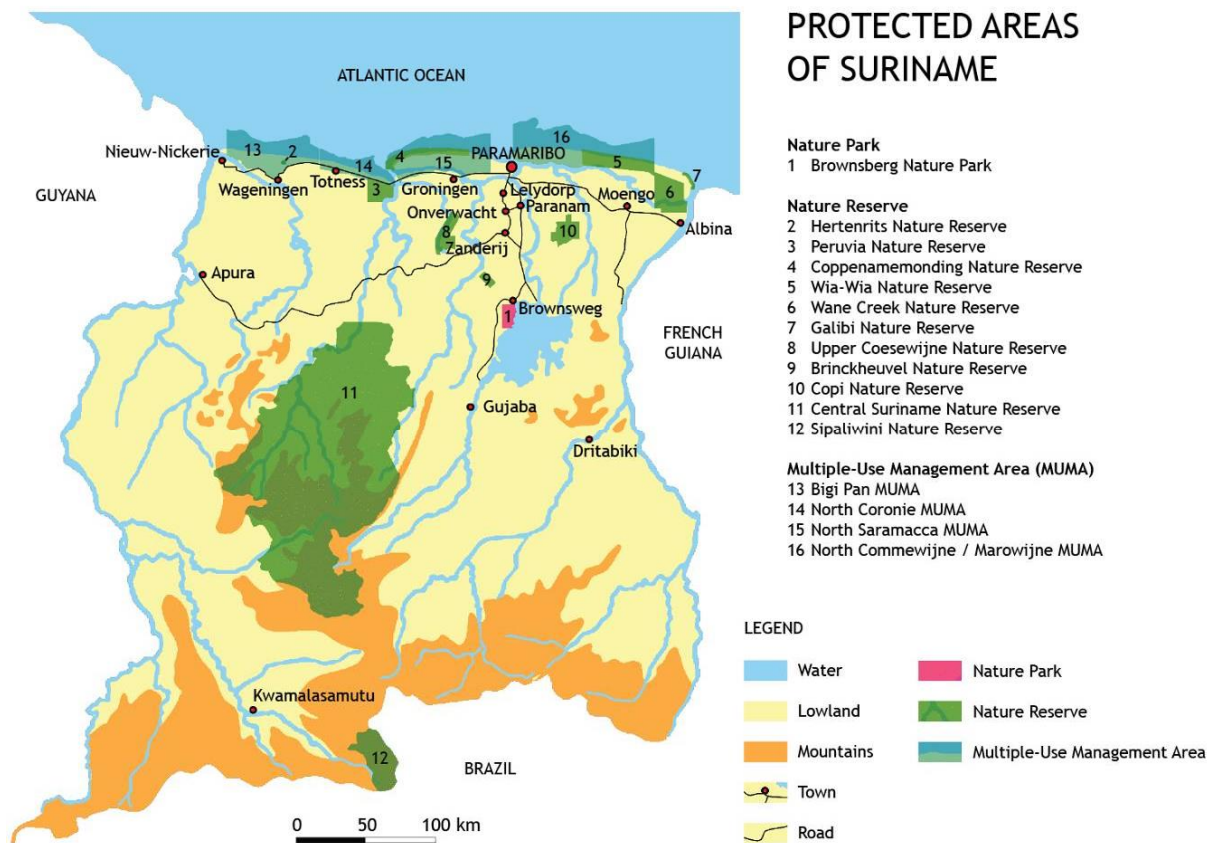 PROTECTED AREAS
OF SURINAME
ATLANTIC OCEAN
16
13
2
Nieuw-Nickerie
14
4
15
PARAMARIBO
5
7
Wageningen
Totness
3
Groningen
Lelydorp
Moengo
6
GUYANA
Onverwacht
Paranam
8
10
Albina
Zanderij
Apura
9
Brownsweg
1
FRENCH
GUIANA
11
Gujaba
Dritabiki
Kwamalasamutu
12
BRAZIL
0 50 100 km
Nature Park
1 Brownsberg Nature Park
Nature Reserve
2 Hertenrits Nature Reserve
3 Peruvia Nature Reserve
4 Coppenamemonding Nature Reserve
5 Wia-Wia Nature Reserve
6 Wane Creek Nature Reserve
7 Galibi Nature Reserve
8 Upper Coesewijne Nature Reserve
9 Brinckheuvel Nature Reserve
10 Copi Nature Reserve
11 Central Suriname Nature Reserve
12 Sipaliwini Nature Reserve
Multiple-Use Management Area (MUMA)
13 Bigi Pan MUMA
14 North Coronie MUMA
15 North Saramacca MUMA
16 North Commewijne / Marowijne MUMA
LEGEND
Water
Nature Park
Lowland
Nature Reserve
Mountains
Multiple-Use Management Area
Town
Road